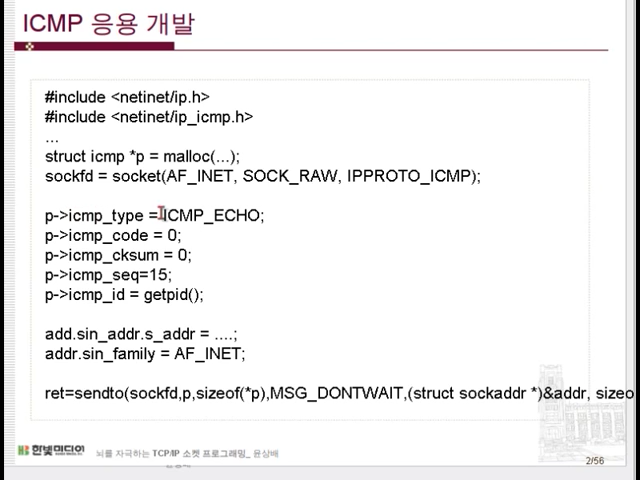 ICMP 응용 개발
#include <netinet/ip.h>
#include <netinet/ip_icmp.h>
...
struct icmp *p = malloc(...);
sockfd = socket(AF_INET, SOCK_RAW, IPPROTO_ICMP);
p->icmp_type = ICMP_ECHO;
p->icmp_code = 0;
p->icmp_cksum = 0;
p->icmp_seq=15;
p->icmp_id = getpid();
add.sin_addr.s_addr = ....;
addr.sin_family = AF_INET;
ret=sendto(sockfd,p,sizeof(*p),MSG_DONTWAIT,(struct sockaddr *)&addr, sizeo
한빛미디어 뇌를 자극하는 TCP/IP 소켓 프로그래밍_ 윤상배
2/56